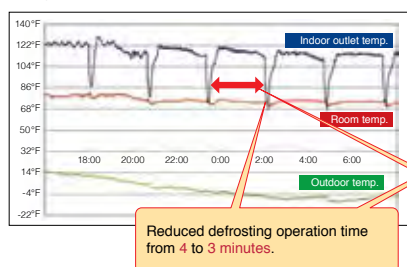 140°F
122°F
104°F
86°F
68°F
50°F
32°F
14°F
-4°F
-22°F
Indoor outlet temp.
Room temp.
18:00 20:00 22:00 0:00 2:00 4:00 6:00
Outdoor temp.
Reduced defrosting operation time
from 4 to 3 minutes.